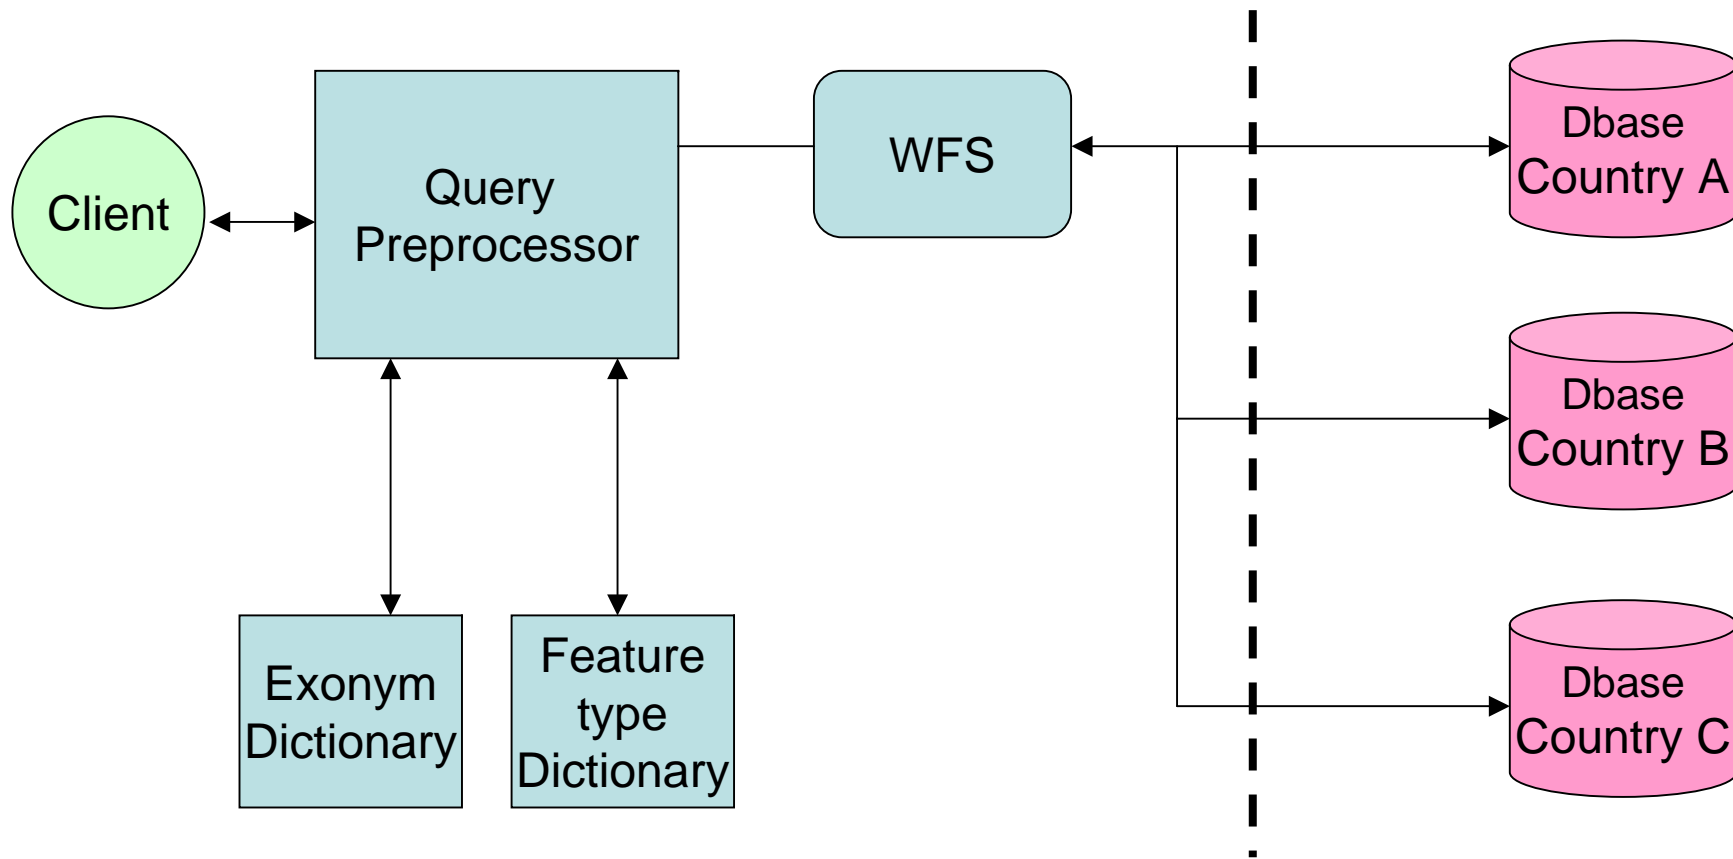 Client
Query
Preprocessor
WFS
Dbase
Country A
Dbase
Country B
Dbase
Country C
Exonym
Dictionary
Feature
type
Dictionary